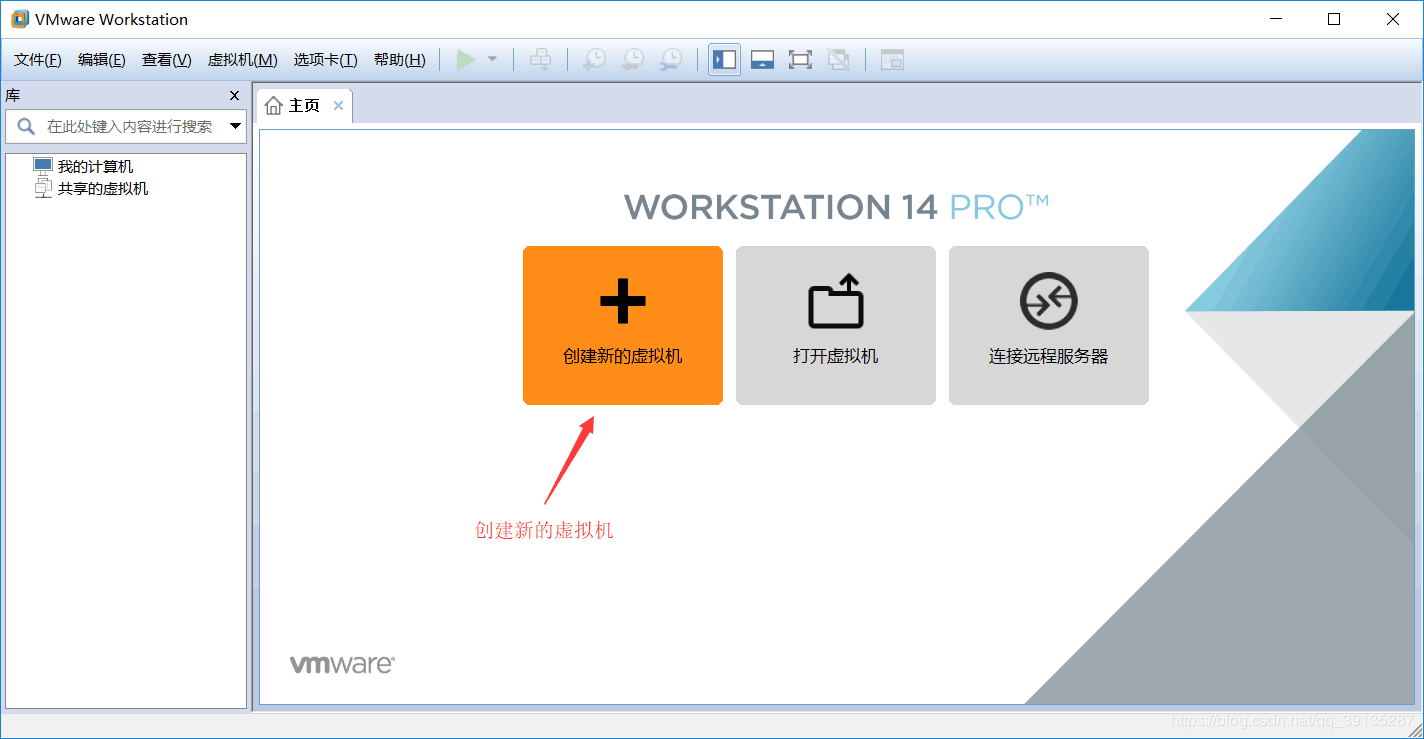 VMware Workstation
文件(F) 编辑(E) 查看(V) 虚拟机(M) 选项卡(T) 帮助(H)
库
主页
在此处键入内容进行搜索
我的计算机
共享的虚拟机
WORKSTATION 14 PRO™
创建新的虚拟机
打开虚拟机
连接远程服务器
创建新的虚拟机
vmware®
https://blog.csdn.net/qq_39135287